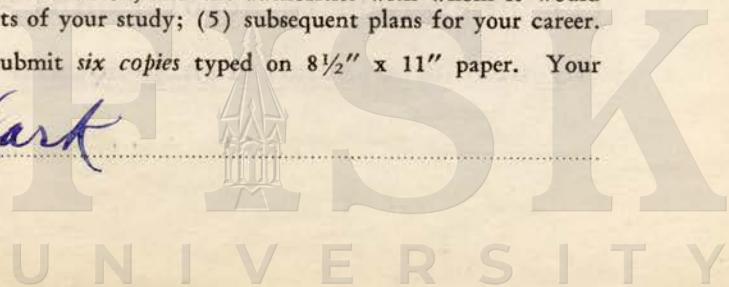 ts of your study; (5) subsequent plans for your career.
ubmit six copies typed on 8½″ x 11″ paper. Your
ark
FISK
UNIVERSITY